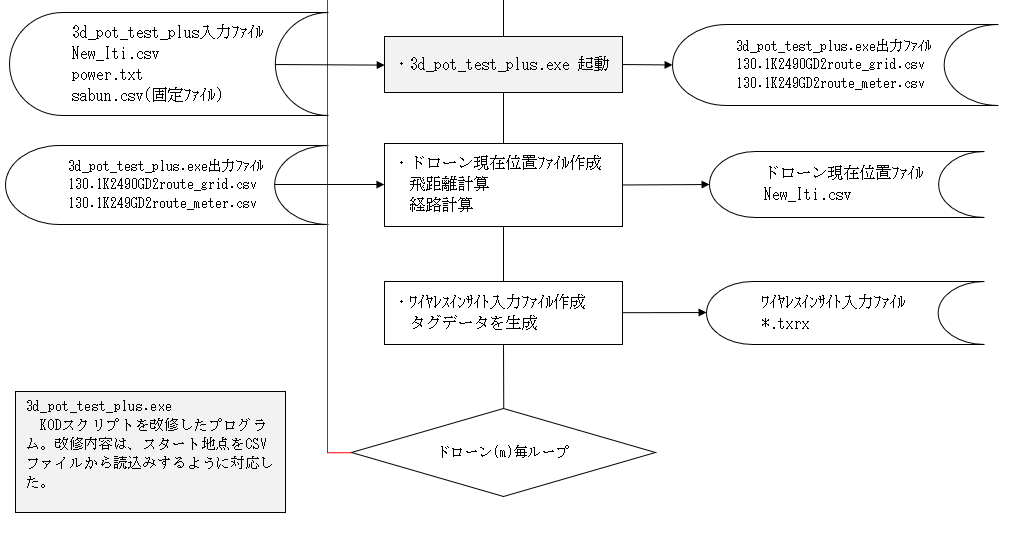 3d_pot_test_plus入力ﾌｧｲﾙ
New_Iti.csv
power.txt
sabun.csv(固定ﾌｧｲﾙ)
・3d_pot_test_plus.exe 起動
3d_pot_test_plus.exe出力ﾌｧｲﾙ
130.1K2490GD2route_grid.csv
130.1K249GD2route_meter.csv
3d_pot_test_plus.exe出力ﾌｧｲﾙ
130.1K2490GD2route_grid.csv
130.1K249GD2route_meter.csv
・ドローン現在位置ﾌｧｲﾙ作成
飛距離計算
経路計算
ドローン現在位置ﾌｧｲﾙ
New_Iti.csv
・ﾜｲﾔﾚｽｲﾝｻｲﾄ入力ﾌｧｲﾙ作成
タグデータを生成
ﾜｲﾔﾚｽｲﾝｻｲﾄ入力ﾌｧｲﾙ
*.txrx
3d_pot_test_plus.exe
　KODスクリプトを改修したプログラ
ム。改修内容は、スタート地点をCSV
ファイルから読込みするように対応し
た。
ドローン(m)毎ループ